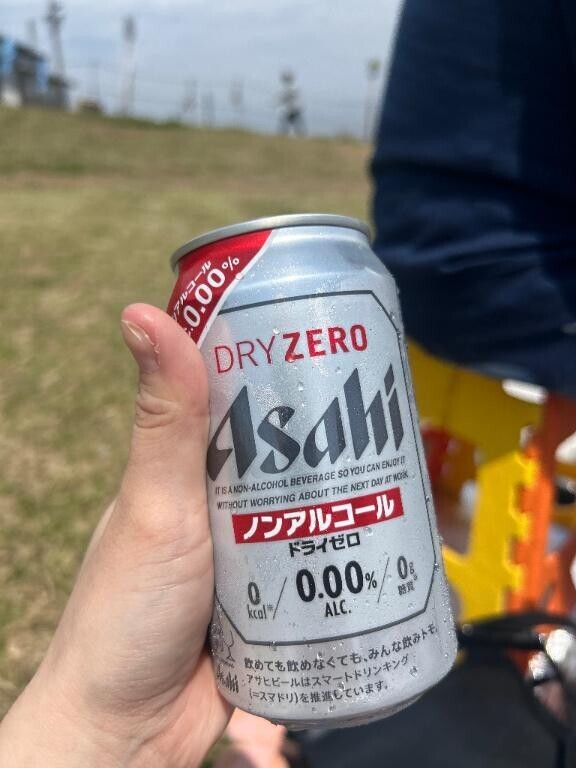 アルコール
0.00%
DRY ZERO
Asahi
IT IS A NON-ALCOHOL BEVERAGE SO YOU CAN ENJOY IT
WITHOUT WORRYING ABOUT THE NEXT DAY AT WORK.
ノンアルコール
ドライゼロ
0 kcal※ / 0.00% ALC. / 0g 糖質※
飲めても飲めなくても、みんな飲みトモ。
アサヒビールはスマートドリンキング
(=スマドリ)を推進しています。
Asahi